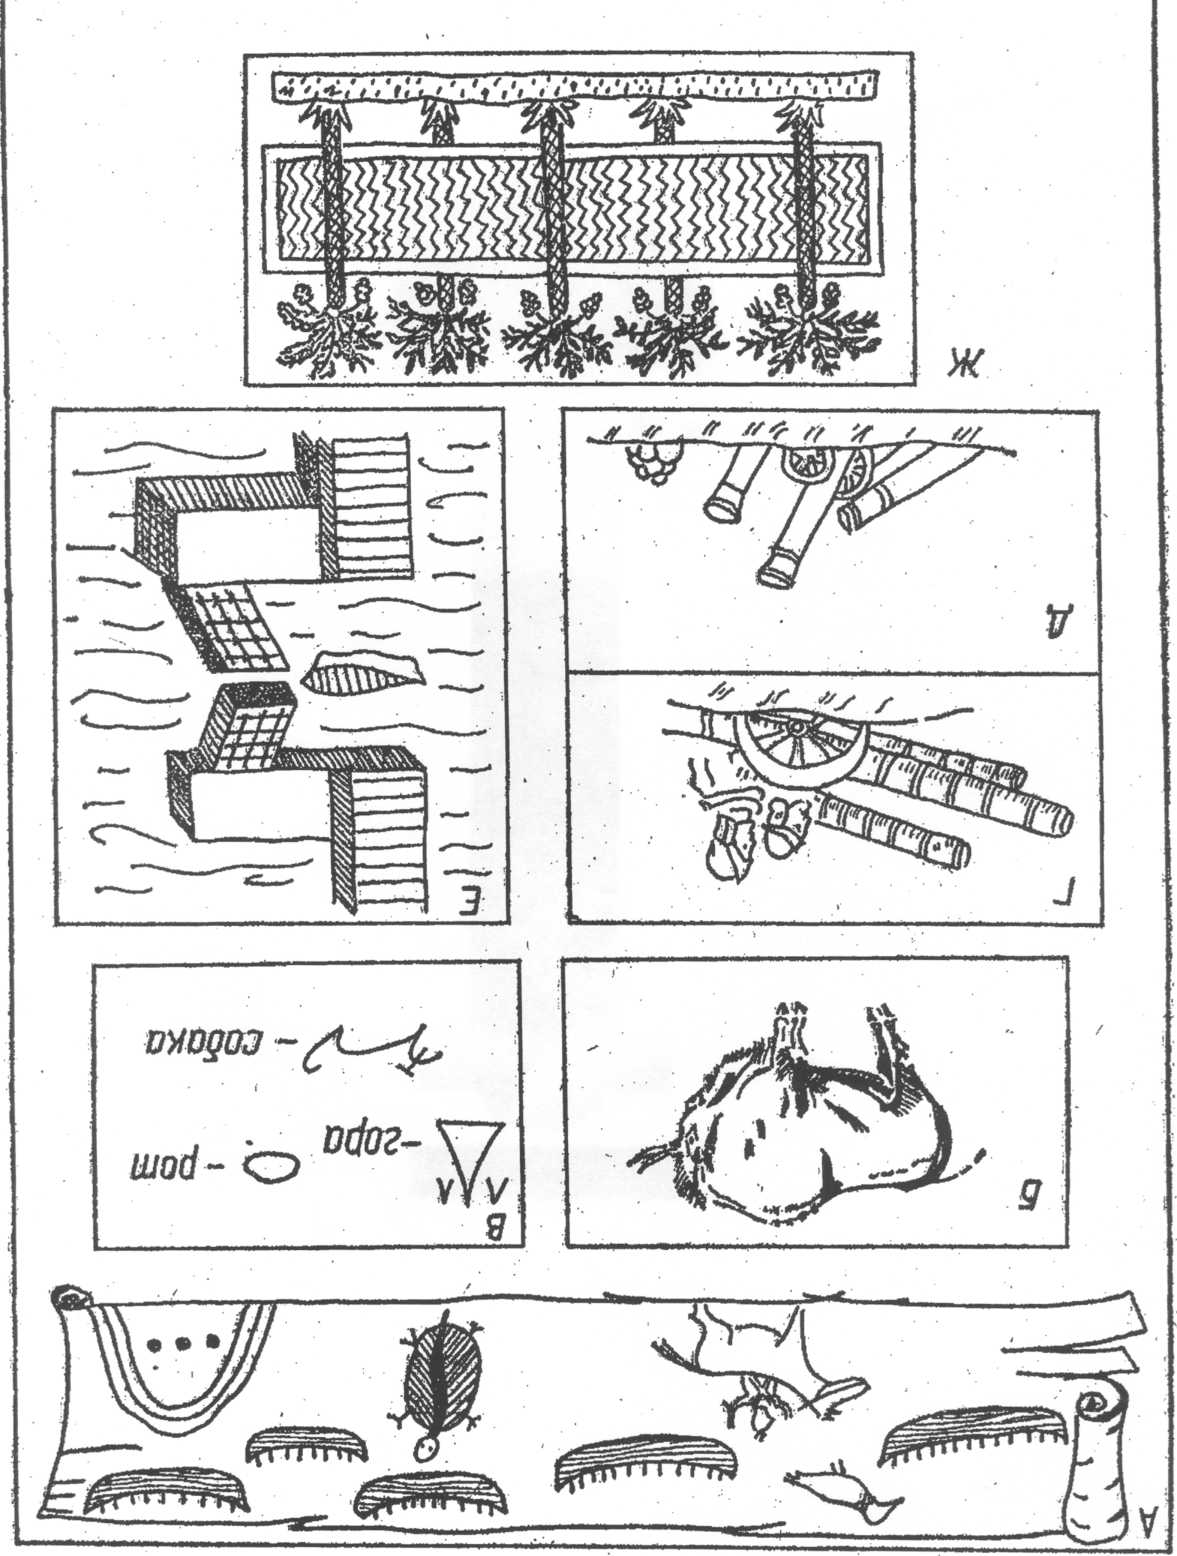 А
Б
В
– гора – рот
– собака
Г
Е
Д
Ж